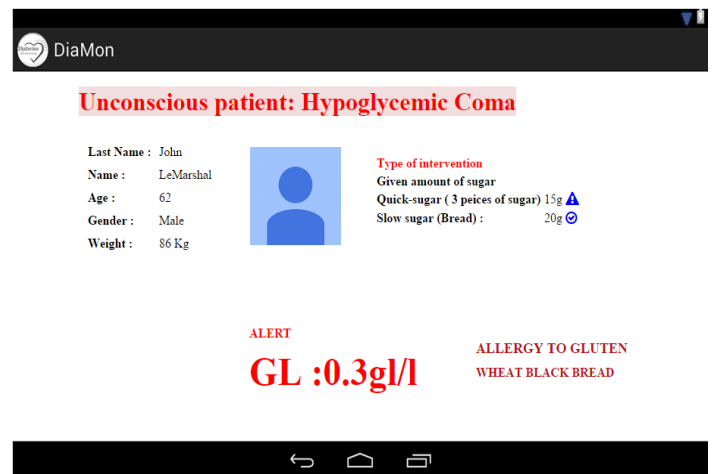 DiaMon
Unconscious patient: Hypoglycemic Coma
Last Name : John
Name : LeMarshal
Age : 62
Gender : Male
Weight : 86 Kg
Type of intervention
Given amount of sugar
Quick-sugar ( 3 peices of sugar) 15g
Slow sugar (Bread) : 20g
ALERT
GL :0.3gl/l
ALLERGY TO GLUTEN
WHEAT BLACK BREAD